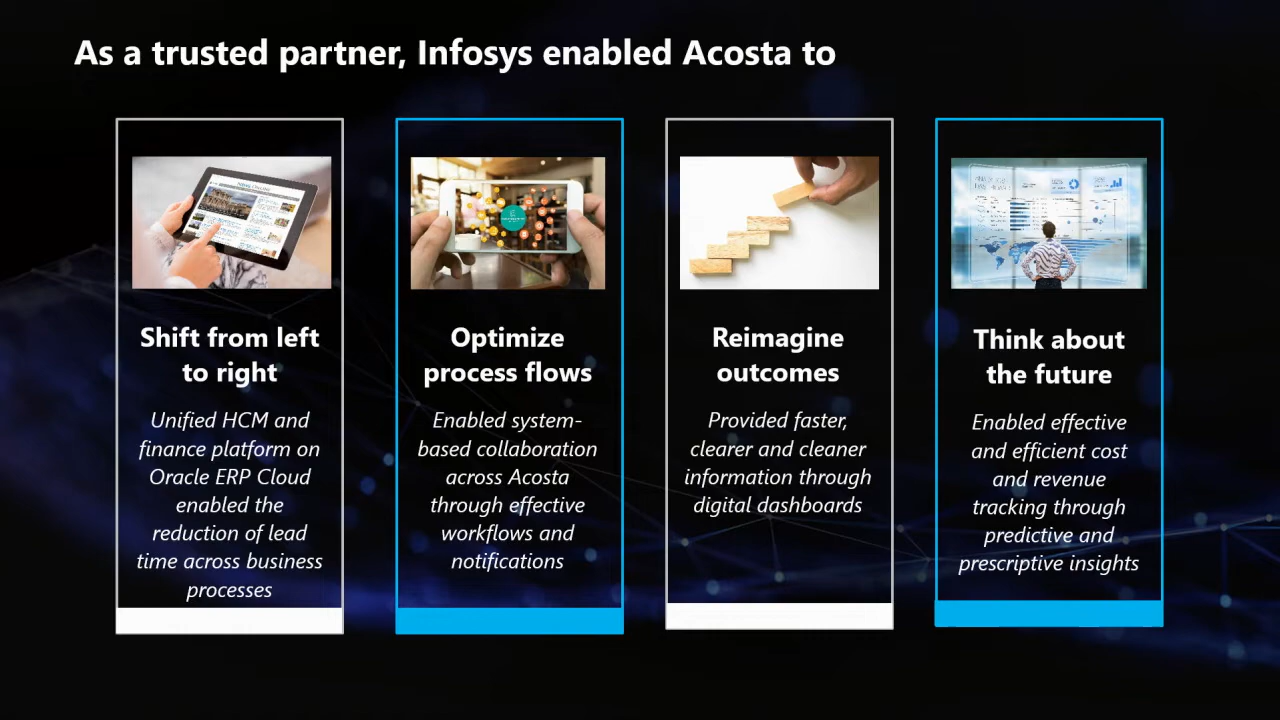 As a trusted partner, Infosys enabled Acosta to
Shift from left
to right
Unified HCM and
finance platform on
Oracle ERP Cloud
enabled the
reduction of lead
time across business
processes
Optimize
process flows
Enabled system-
based collaboration
across Acosta
through effective
workflows and
notifications
Reimagine
outcomes
Provided faster,
clearer and cleaner
information through
digital dashboards
Think about
the future
Enabled effective
and efficient cost
and revenue
tracking through
predictive and
prescriptive insights